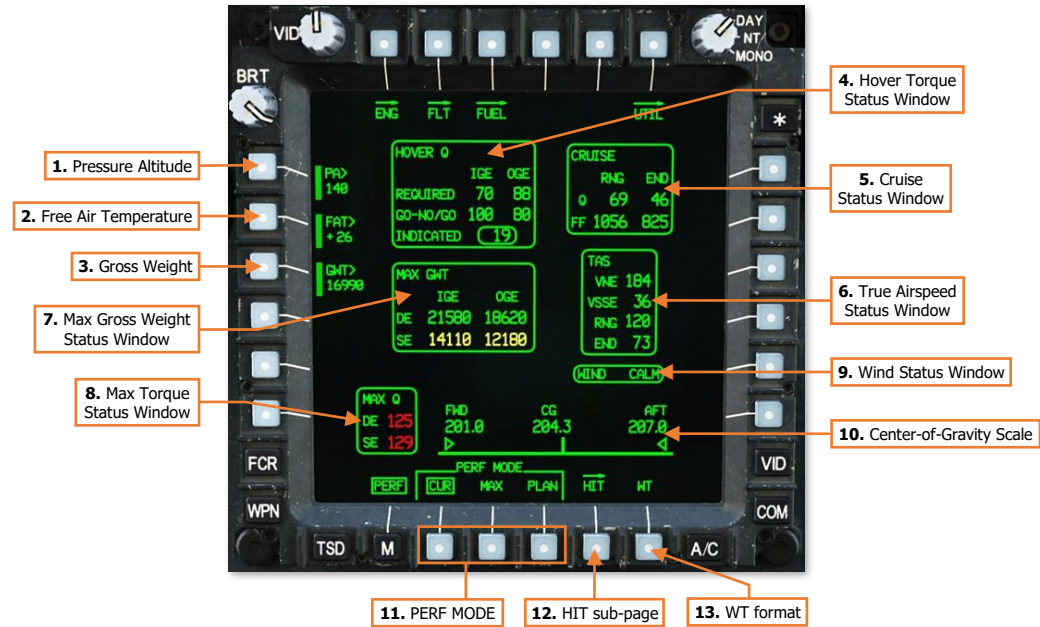 VID
DAY
NT
MONO
BRT
*
4. Hover Torque
Status Window
ENG FLT FUEL UTIL
1. Pressure Altitude
PA>
140
HOVER Q
IGE OGE
REQUIRED 70 88
GO-NO/GO 100 80
INDICATED 19
CRUISE
RNG END
Q 69 46
FF 1056 825
5. Cruise
Status Window
2. Free Air Temperature
FAT>
+26
3. Gross Weight
GWT>
16990
MAX GWT
IGE OGE
DE 21580 18620
SE 14110 12180
TAS
VNE 184
VSSE 36
RNG 120
END 73
6. True Airspeed
Status Window
7. Max Gross Weight
Status Window
WIND CALM
9. Wind Status Window
8. Max Torque
Status Window
MAX Q
DE 125
SE 129
FWD CG AFT
201.0 204.3 207.0
10. Center-of-Gravity Scale
FCR
VID
PERF MODE
PERF CUR MAX PLAN HIT WT
WPN
COM
TSD M A/C
11. PERF MODE
12. HIT sub-page
13. WT format